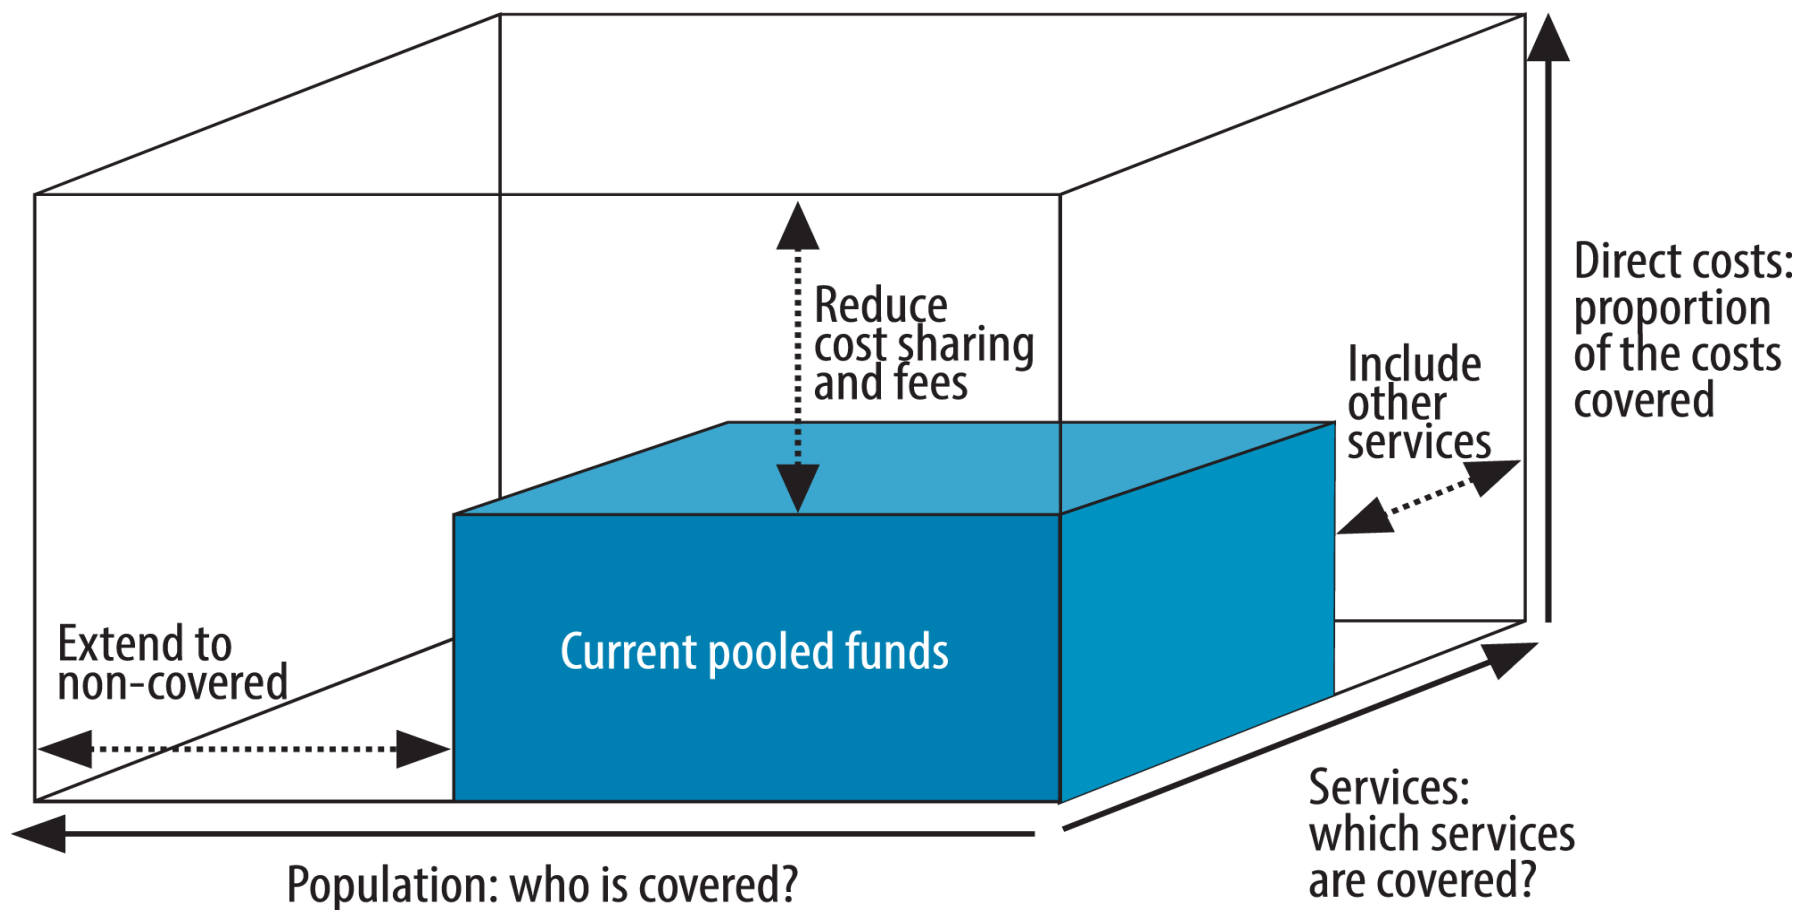 Reduce
cost sharing
and fees
Include
other
services
Direct costs:
proportion
of the costs
covered
Extend to
non-covered
Current pooled funds
Services:
which services
are covered?
Population: who is covered?